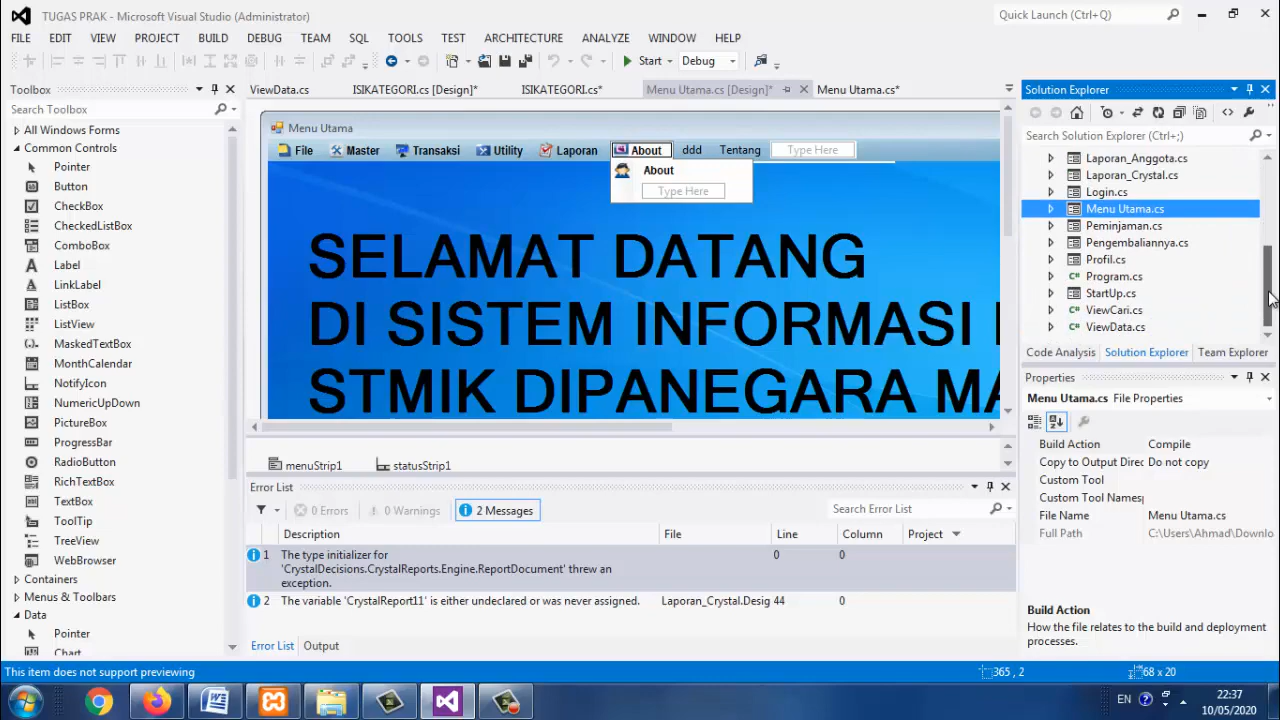 TUGAS PRAK - Microsoft Visual Studio (Administrator)
Quick Launch (Ctrl+Q)
FILE EDIT VIEW PROJECT BUILD DEBUG TEAM SQL TOOLS TEST ARCHITECTURE ANALYZE WINDOW HELP
Start Debug
Toolbox
Search Toolbox
All Windows Forms
Common Controls
Pointer
Button
CheckBox
CheckedListBox
ComboBox
Label
LinkLabel
ListBox
ListView
MaskedTextBox
MonthCalendar
NotifyIcon
NumericUpDown
PictureBox
ProgressBar
RadioButton
RichTextBox
TextBox
ToolTip
TreeView
WebBrowser
Containers
Menus & Toolbars
Data
Pointer
Chart
ViewData.cs ISIKATEGORI.cs [Design]* ISIKATEGORI.cs* Menu Utama.cs [Design]* Menu Utama.cs*
Menu Utama
File Master Transaksi Utility Laporan About ddd Tentang Type Here
About
Type Here
SELAMAT DATANG
DI SISTEM INFORMASI
STMIK DIPANEGARA
menuStrip1 statusStrip1
Error List
0 Errors 0 Warnings 2 Messages Search Error List
Description File Line Column Project
1 The type initializer for 0 0
'CrystalDecisions.CrystalReports.Engine.ReportDocument' threw an
exception.
2 The variable 'CrystalReport11' is either undeclared or was never assigned. Laporan_Crystal.Desig 44 0
Error List Output
Solution Explorer
Search Solution Explorer (Ctrl+;)
Laporan_Anggota.cs
Laporan_Crystal.cs
Login.cs
Menu Utama.cs
Peminjaman.cs
Pengembaliannya.cs
Profil.cs
Program.cs
StartUp.cs
ViewCari.cs
ViewData.cs
Code Analysis Solution Explorer Team Explorer
Properties
Menu Utama.cs File Properties
Build Action Compile
Copy to Output Direc Do not copy
Custom Tool
Custom Tool Namesp
File Name Menu Utama.cs
Full Path C:\Users\Ahmad\Downlo
Build Action
How the file relates to the build and deployment
processes.
This item does not support previewing
365 , 2 68 x 20
EN
22:37
10/05/2020